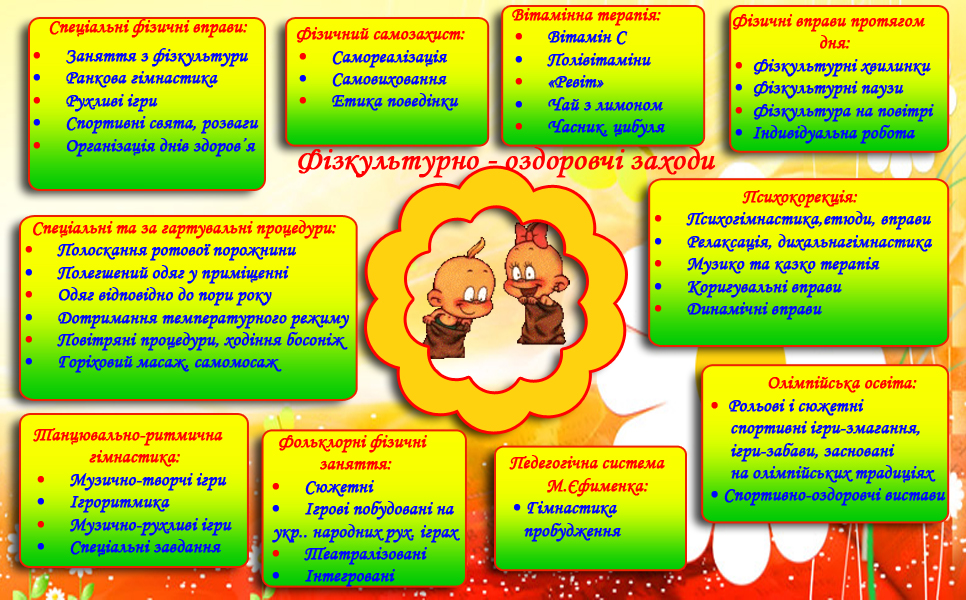 Спеціальні фізичні вправи:
• Заняття з фізкультури
• Ранкова гімнастика
• Рухливі ігри
• Спортивні свята, розваги
• Організація днів здоров’я
Фізичний самозахист:
• Самореалізація
• Самовиховання
• Етика поведінки
Вітамінна терапія:
• Вітамін С
• Полівітаміни
• «Ревіт»
• Чай з лимоном
• Часник, цибуля
Фізичні вправи протягом
дня:
• Фізкультурні хвилинки
• Фізкультурні паузи
• Фізкультура на повітрі
• Індивідуальна робота
Фізкультурно - оздоровчі заходи
Спеціальні та за гартувальні процедури:
• Полоскання ротової порожнини
• Полегшений одяг у приміщенні
• Одяг відповідно до пори року
• Дотримання температурного режиму
• Повітряні процедури, ходіння босоніж
• Горіховий масаж, самомосаж
Психокорекція:
• Психогімнастика,етюди, вправи
• Релаксація, дихальнагімнастика
• Музико та казко терапія
• Коригувальні вправи
• Динамічні вправи
Танцювально-ритмична
гімнастика:
• Музично-творчі ігри
• Ігроритмика
• Музично-рухливі ігри
• Спеціальні завдання
Фольклорні фізичні
заняття:
• Сюжетні
• Ігрові побудовані на
укр.. народних рух. іграх
• Театралізовані
• Інтегровані
Педегогічна система
М.Єфименка:
• Гімнастика
пробудження
Олімпійська освіта:
• Рольові і сюжетні
спортивні ігри-змагання,
ігри-забави, засновані
на олімпійських традиціях
• Спортивно-оздоровчі вистави